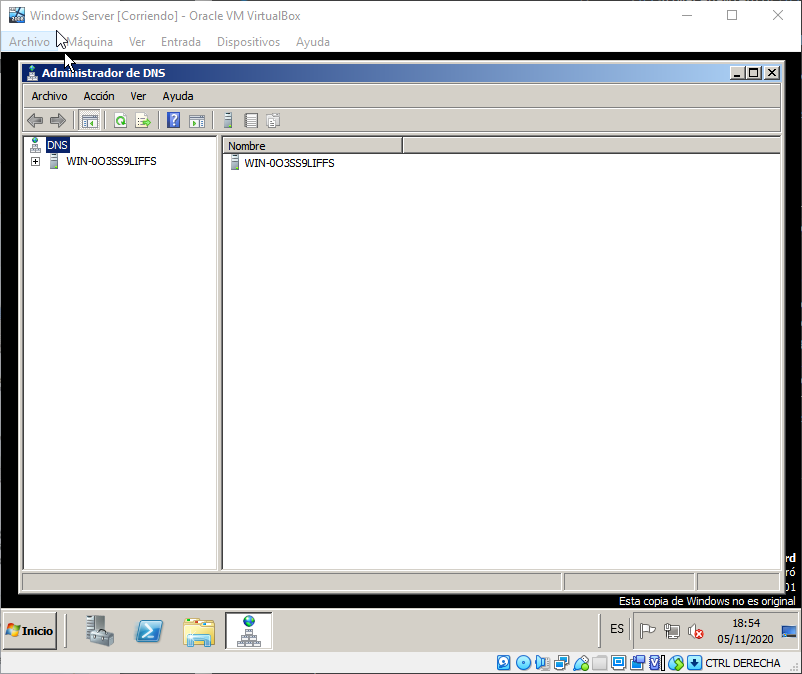 Windows Server [Corriendo] - Oracle VM VirtualBox
Archivo Máquina Ver Entrada Dispositivos Ayuda
Administrador de DNS
Archivo Acción Ver Ayuda
DNS
WIN-0O3SS9LIFFS
Nombre
WIN-0O3SS9LIFFS
rd
ró
01
Esta copia de Windows no es original
Inicio
ES
18:54
05/11/2020
CTRL DERECHA